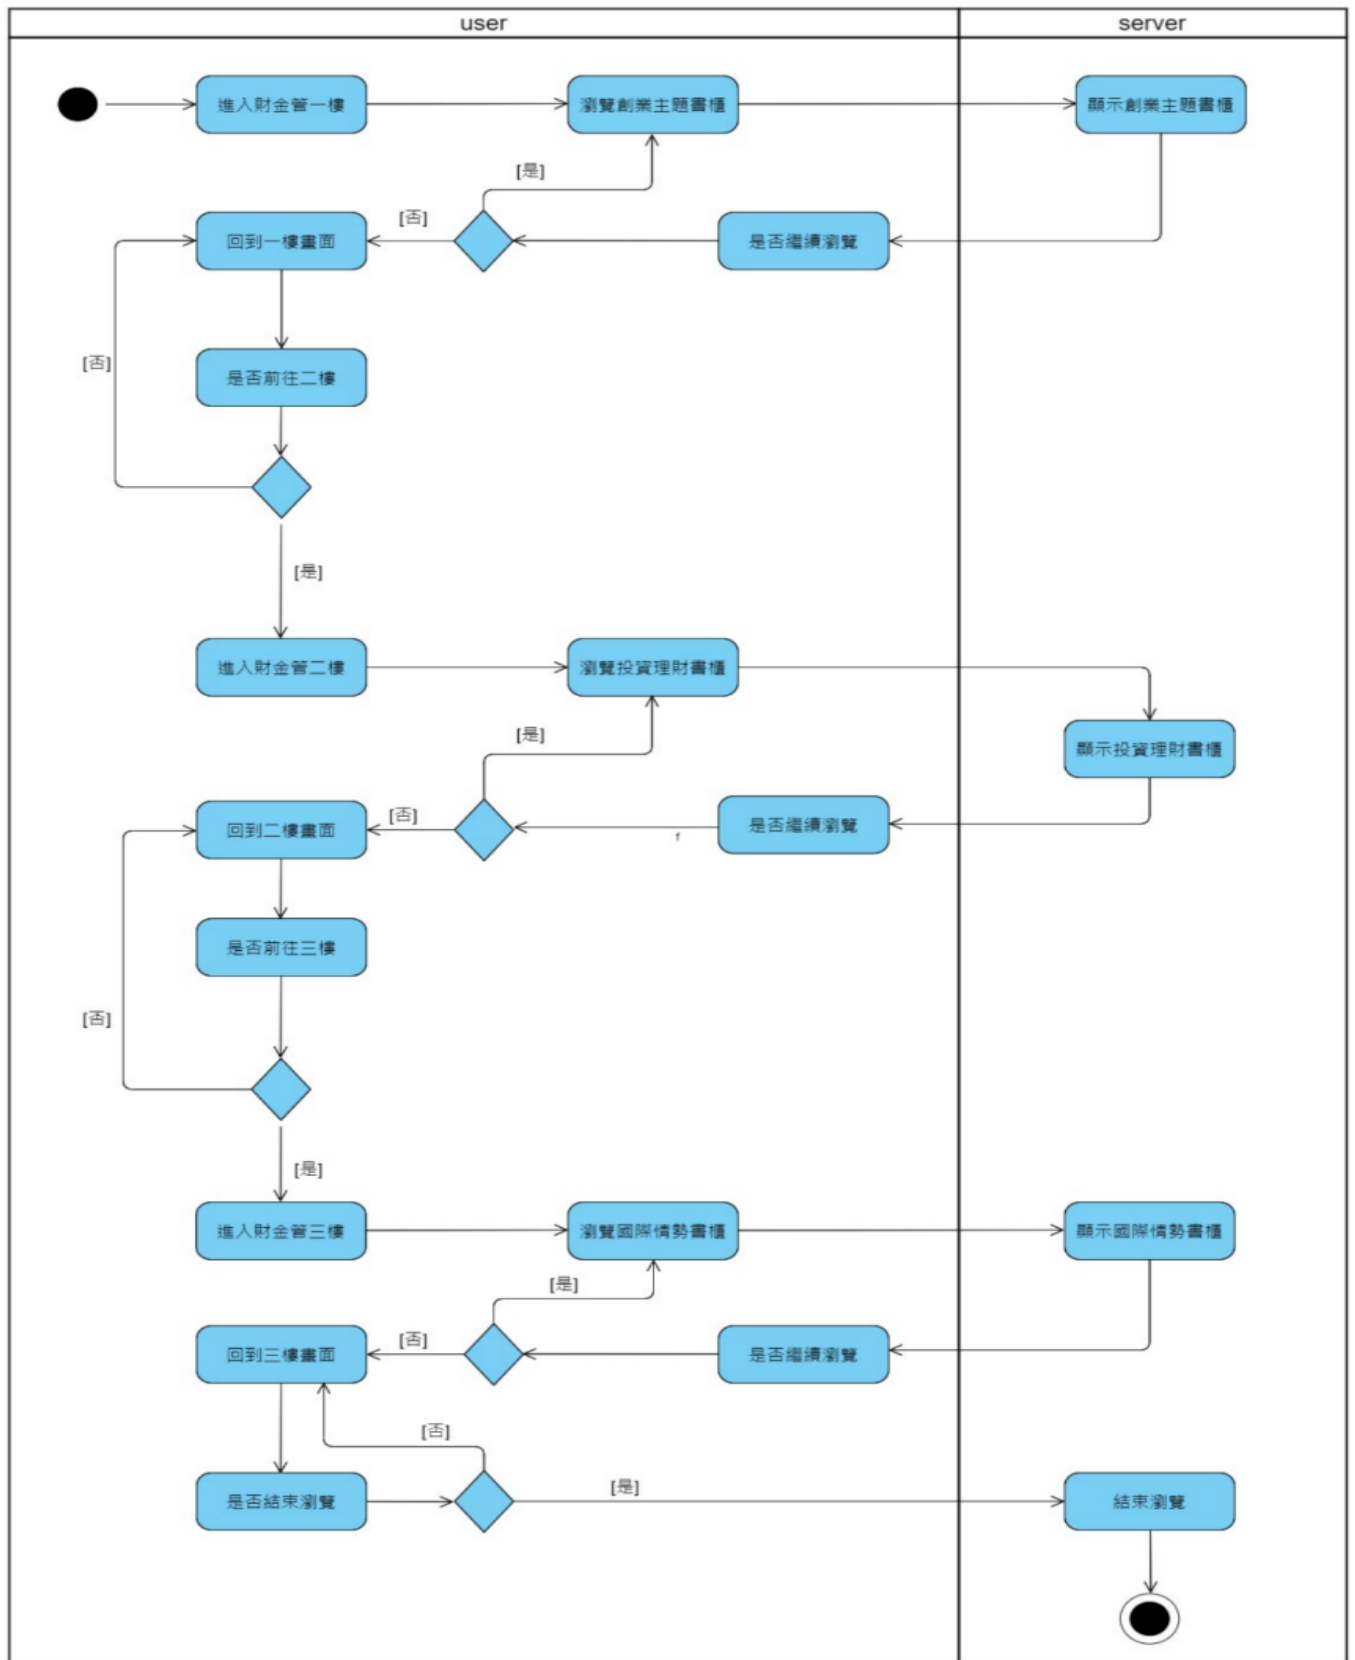 user
server
進入財金管一樓
瀏覽創業主題書櫃
顯示創業主題書櫃
[是]
[否]
回到一樓畫面
是否繼續瀏覽
[否]
是否前往二樓
[是]
進入財金管二樓
瀏覽投資理財書櫃
[是]
顯示投資理財書櫃
[否]
回到二樓畫面
是否繼續瀏覽
f
是否前往三樓
[否]
[是]
進入財金管三樓
瀏覽國際情勢書櫃
顯示國際情勢書櫃
[是]
[否]
回到三樓畫面
是否繼續瀏覽
[否]
[是]
是否結束瀏覽
結束瀏覽